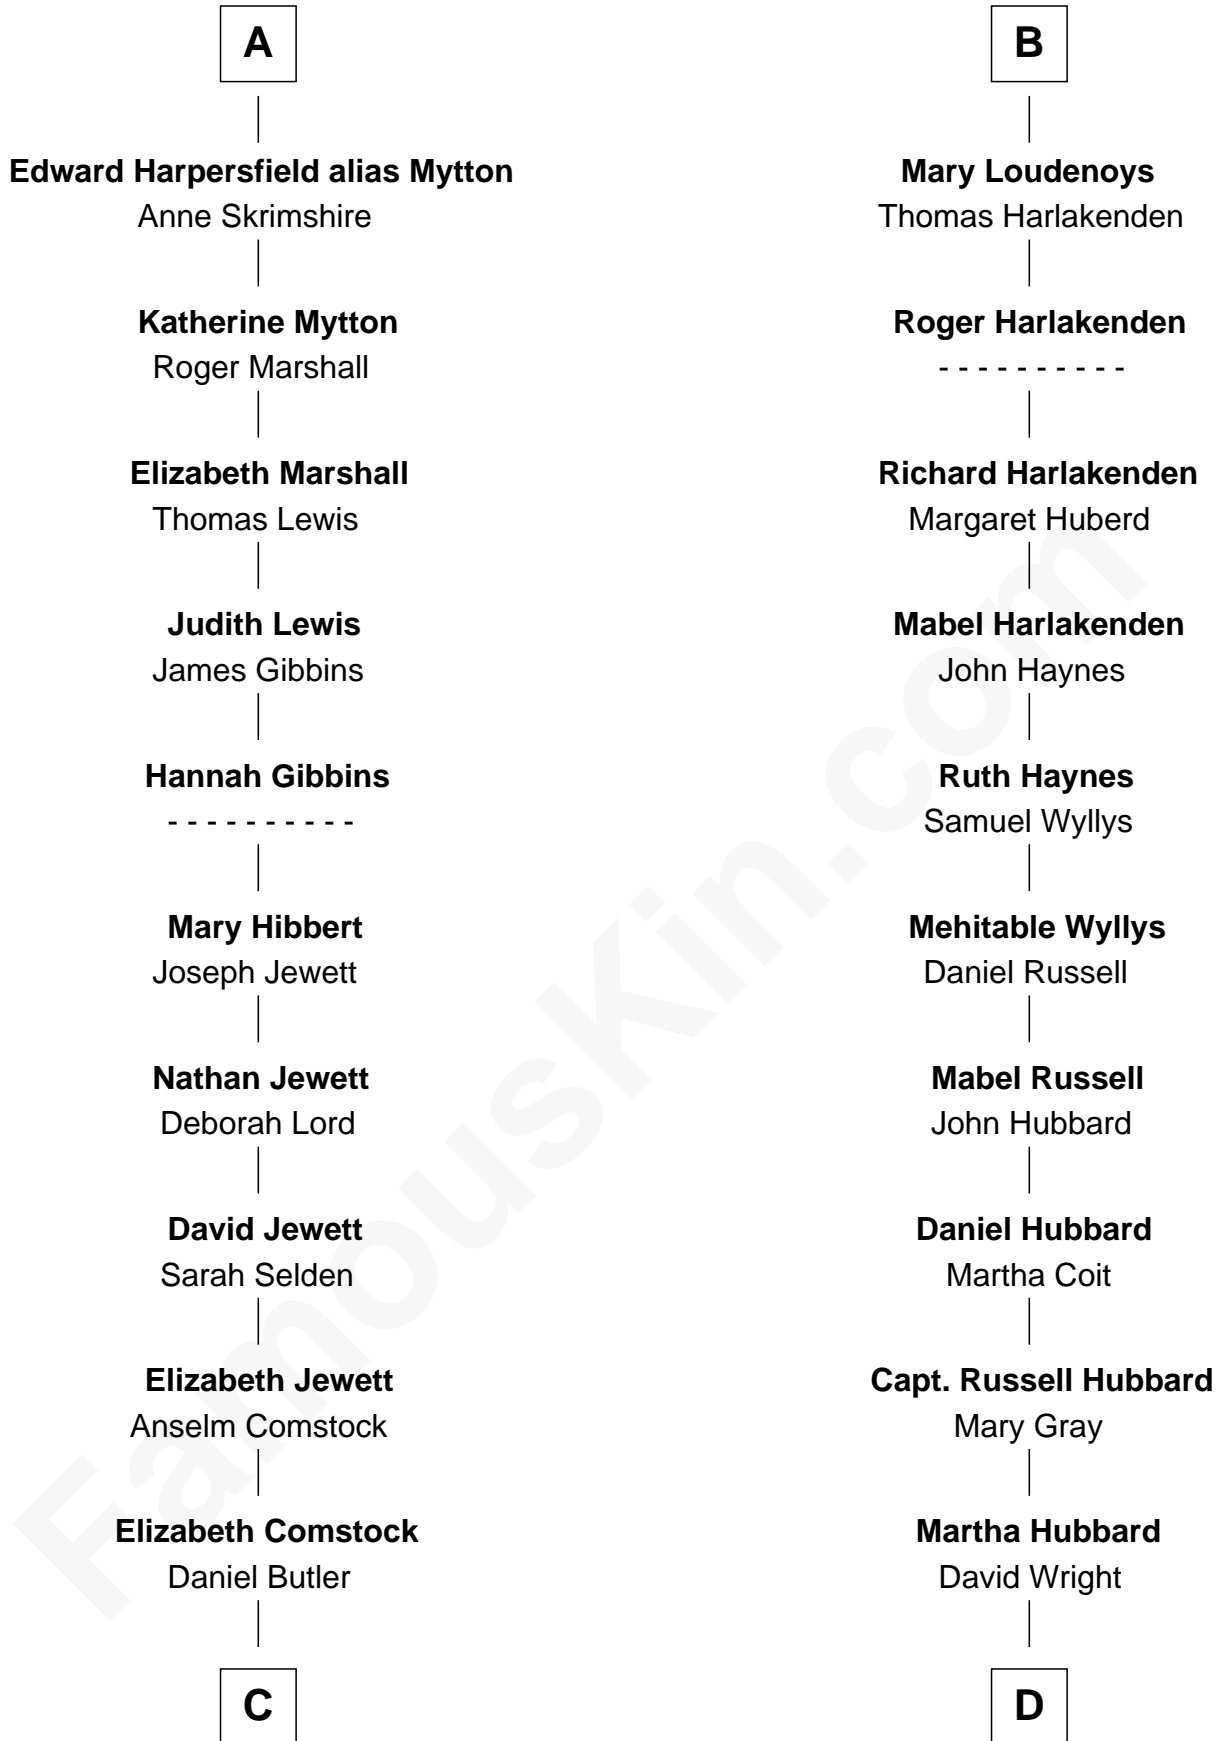 A
Edward Harpersfield alias Mytton
Anne Skrimshire
Katherine Mytton
Roger Marshall
Elizabeth Marshall
Thomas Lewis
Judith Lewis
James Gibbins
Hannah Gibbins
- - - - - - - - - -
Mary Hibbert
Joseph Jewett
Nathan Jewett
Deborah Lord
David Jewett
Sarah Selden
Elizabeth Jewett
Anselm Comstock
Elizabeth Comstock
Daniel Butler
C
B
Mary Loudenoys
Thomas Harlakenden
Roger Harlakenden
- - - - - - - - - -
Richard Harlakenden
Margaret Huberd
Mabel Harlakenden
John Haynes
Ruth Haynes
Samuel Wyllys
Mehitable Wyllys
Daniel Russell
Mabel Russell
John Hubbard
Daniel Hubbard
Martha Coit
Capt. Russell Hubbard
Mary Gray
Martha Hubbard
David Wright
D
FamousKin.com